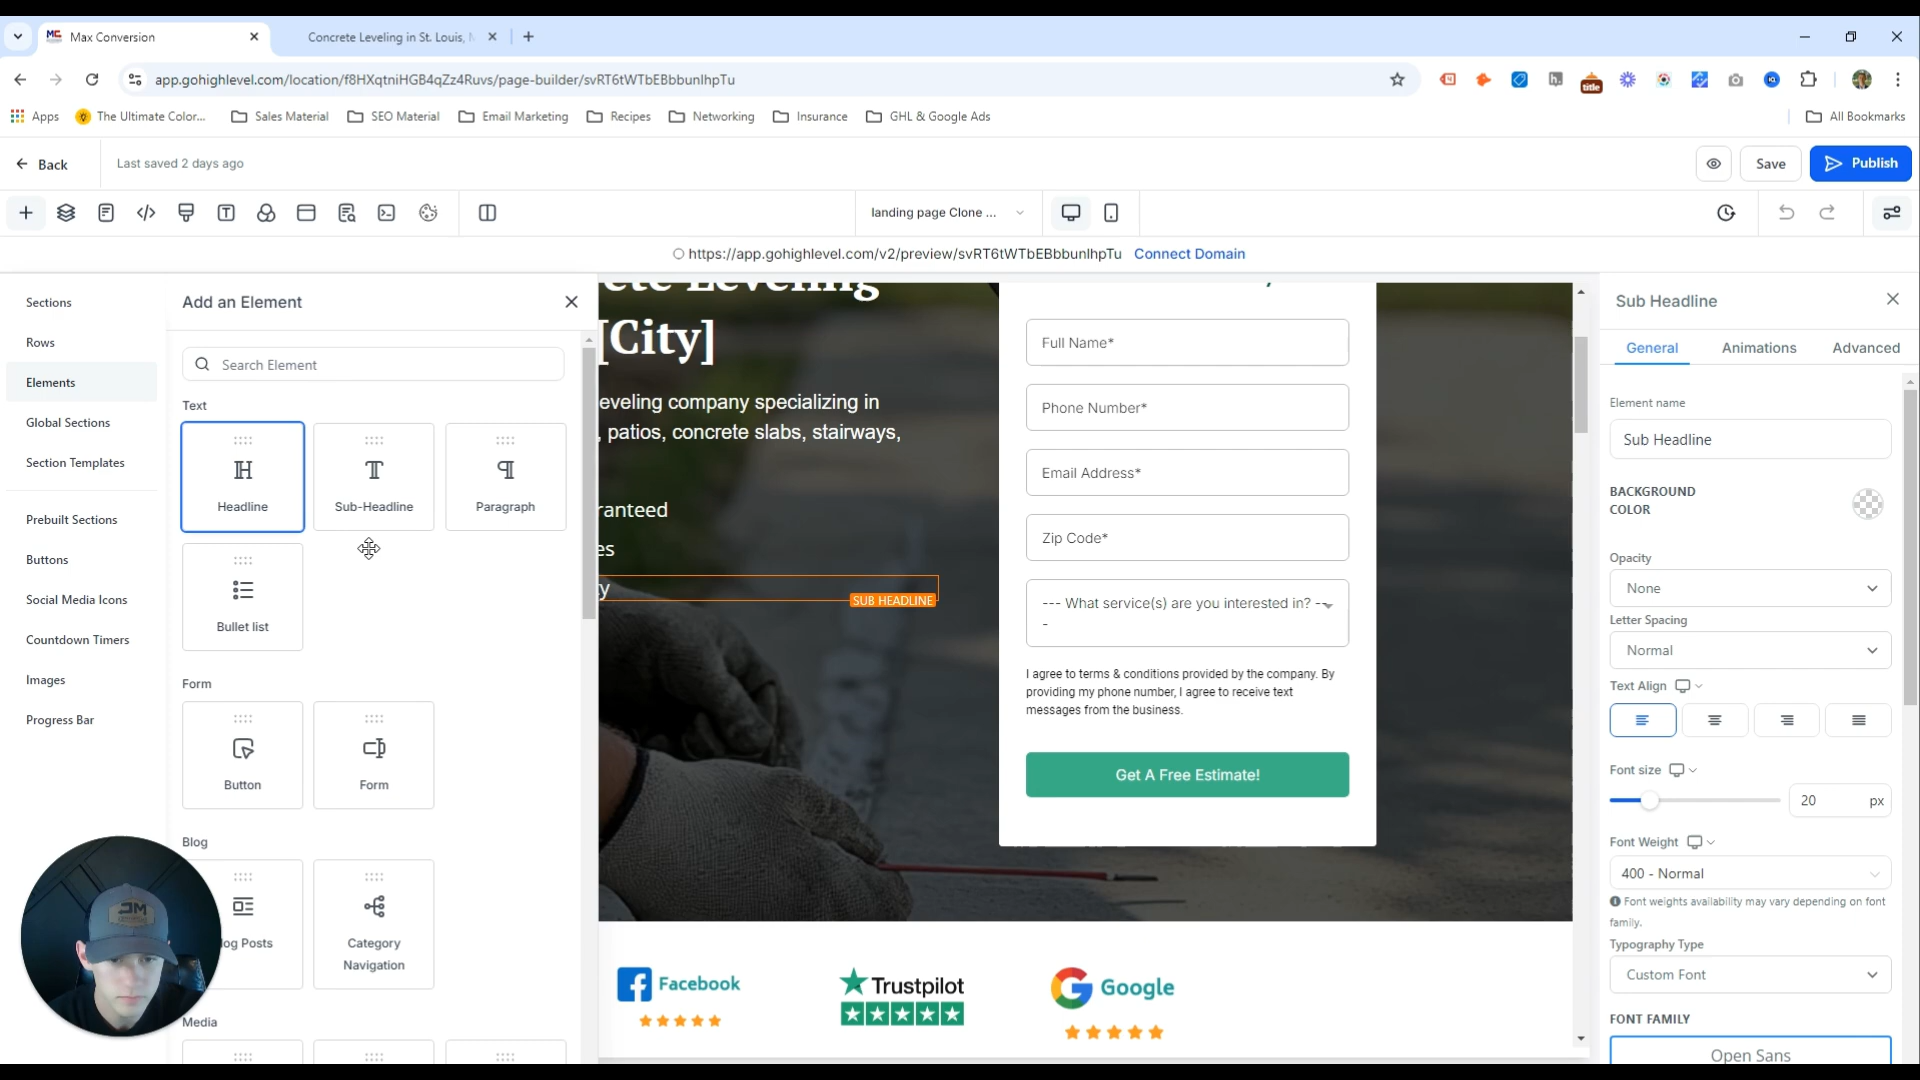 Max Conversion
Concrete Leveling in St. Louis,
app.gohighlevel.com/location/f8HXqtniHGB4qZz4Ruvs/page-builder/svRT6tWTbEBbbunlhpTu
title
Apps
The Ultimate Color...
Sales Material
SEO Material
Email Marketing
Recipes
Networking
Insurance
GHL & Google Ads
All Bookmarks
Back
Last saved 2 days ago
Save
Publish
landing page Clone ...
https://app.gohighlevel.com/v2/preview/svRT6tWTbEBbbunlhpTu Connect Domain
Sections
Rows
Elements
Global Sections
Section Templates
Prebuilt Sections
Buttons
Social Media Icons
Countdown Timers
Images
Progress Bar
Add an Element
Search Element
Text
Headline
Sub-Headline
Paragraph
Bullet list
Form
Button
Form
Blog
og Posts
Category
Navigation
Media
ete Leveling
[City]
eveling company specializing in
, patios, concrete slabs, stairways,
ranteed
es
y
SUB HEADLINE
Full Name*
Phone Number*
Email Address*
Zip Code*
--- What service(s) are you interested in? --
-
I agree to terms & conditions provided by the company. By
providing my phone number, I agree to receive text
messages from the business.
Get A Free Estimate!
Facebook
Trustpilot
Google
Sub Headline
General
Animations
Advanced
Element name
Sub Headline
BACKGROUND
COLOR
Opacity
None
Letter Spacing
Normal
Text Align
Font size
20 px
Font Weight
400 - Normal
Font weights availability may vary depending on font
family.
Typography Type
Custom Font
FONT FAMILY
Open Sans